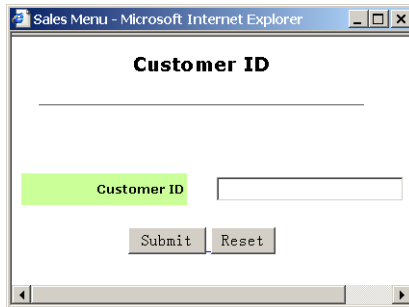 Sales Menu - Microsoft Internet Explorer
Customer ID
Customer ID
Submit Reset